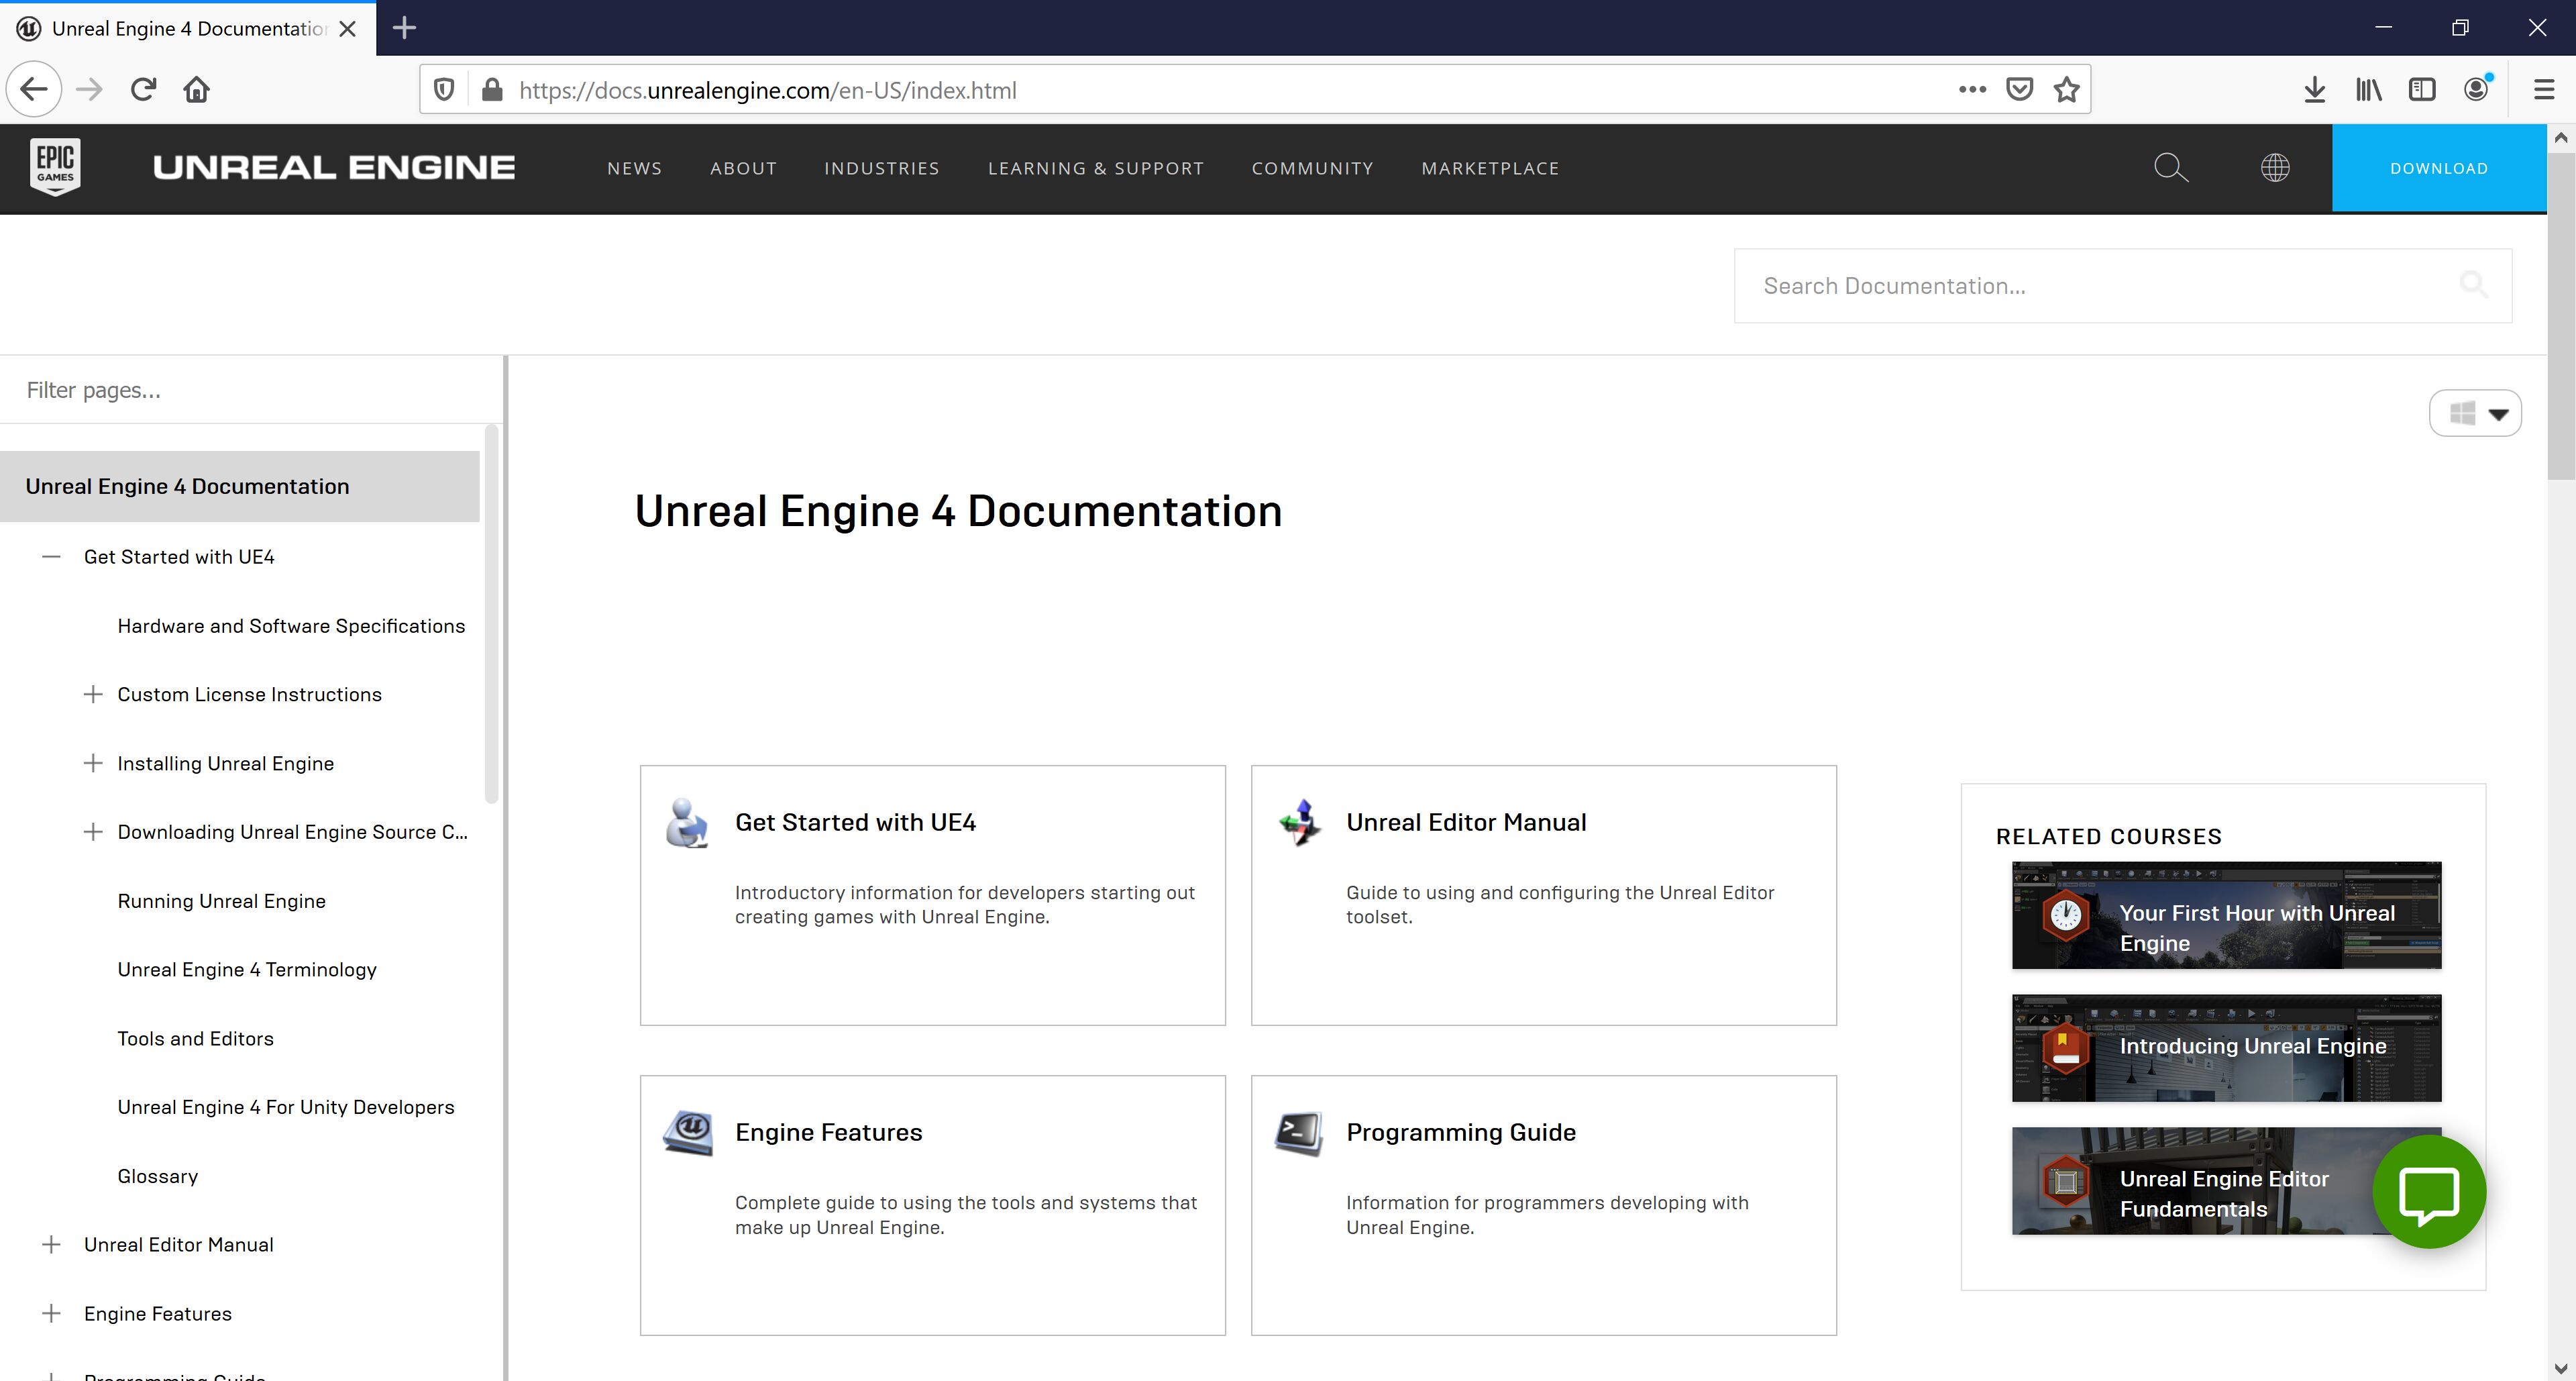 Unreal Engine 4 Documentation
https://docs.unrealengine.com/en-US/index.html
EPIC
GAMES
UNREAL ENGINE
NEWS
ABOUT
INDUSTRIES
LEARNING & SUPPORT
COMMUNITY
MARKETPLACE
DOWNLOAD
Search Documentation...
Filter pages...
Unreal Engine 4 Documentation
Get Started with UE4
Hardware and Software Specifications
Custom License Instructions
Installing Unreal Engine
Downloading Unreal Engine Source C...
Running Unreal Engine
Unreal Engine 4 Terminology
Tools and Editors
Unreal Engine 4 For Unity Developers
Glossary
Unreal Editor Manual
Engine Features
Programming Guide
Unreal Engine 4 Documentation
Get Started with UE4
Introductory information for developers starting out
creating games with Unreal Engine.
Unreal Editor Manual
Guide to using and configuring the Unreal Editor
toolset.
Engine Features
Complete guide to using the tools and systems that
make up Unreal Engine.
Programming Guide
Information for programmers developing with
Unreal Engine.
RELATED COURSES
Your First Hour with Unreal
Engine
Introducing Unreal Engine
Unreal Engine Editor
Fundamentals